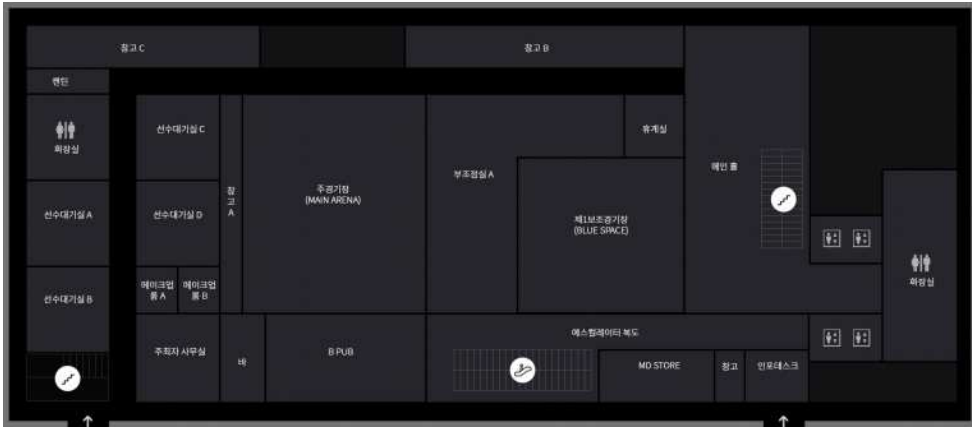 창고 C
창고 B
캔틴
화장실
선수대기실 C
휴게실
부조정실 A
메인 홀
주경기장
(MAIN ARENA)
창
고
A
선수대기실 A
선수대기실 D
제1보조경기장
(BLUE SPACE)
화장실
메이크업
룸 A
메이크업
룸 B
선수대기실 B
에스컬레이터 복도
주최자 사무실
바
B PUB
MD STORE
창고
인포데스크